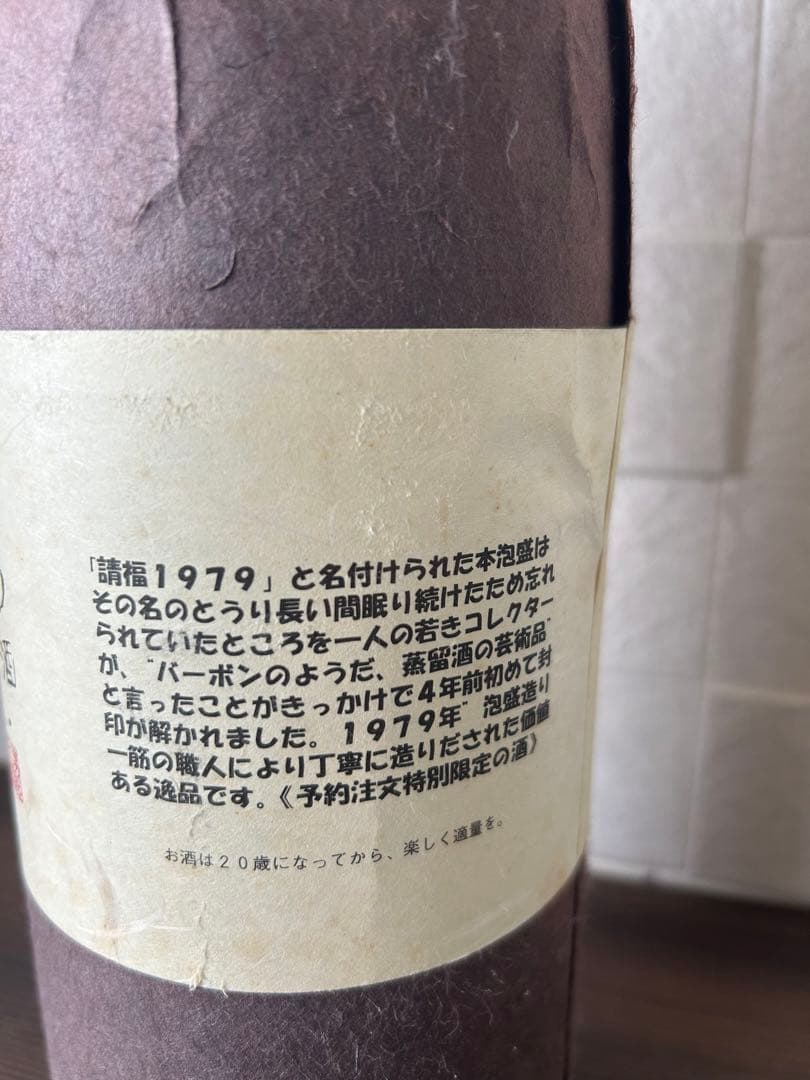 「請福1979」と名付けられた本泡盛は
その名のとうり長い間眠り続けたため忘れ
られていたところを一人の若きコレクター
が、"バーボンのようだ、蒸留酒の芸術品"
と言ったことがきっかけで4年前初めて封
印が解かれました。1979年" 泡盛造り
一筋の職人により丁寧に造りだされた価値
ある逸品です。《予約注文特別限定の酒》
お酒は20歳になってから、楽しく適量を。
酒